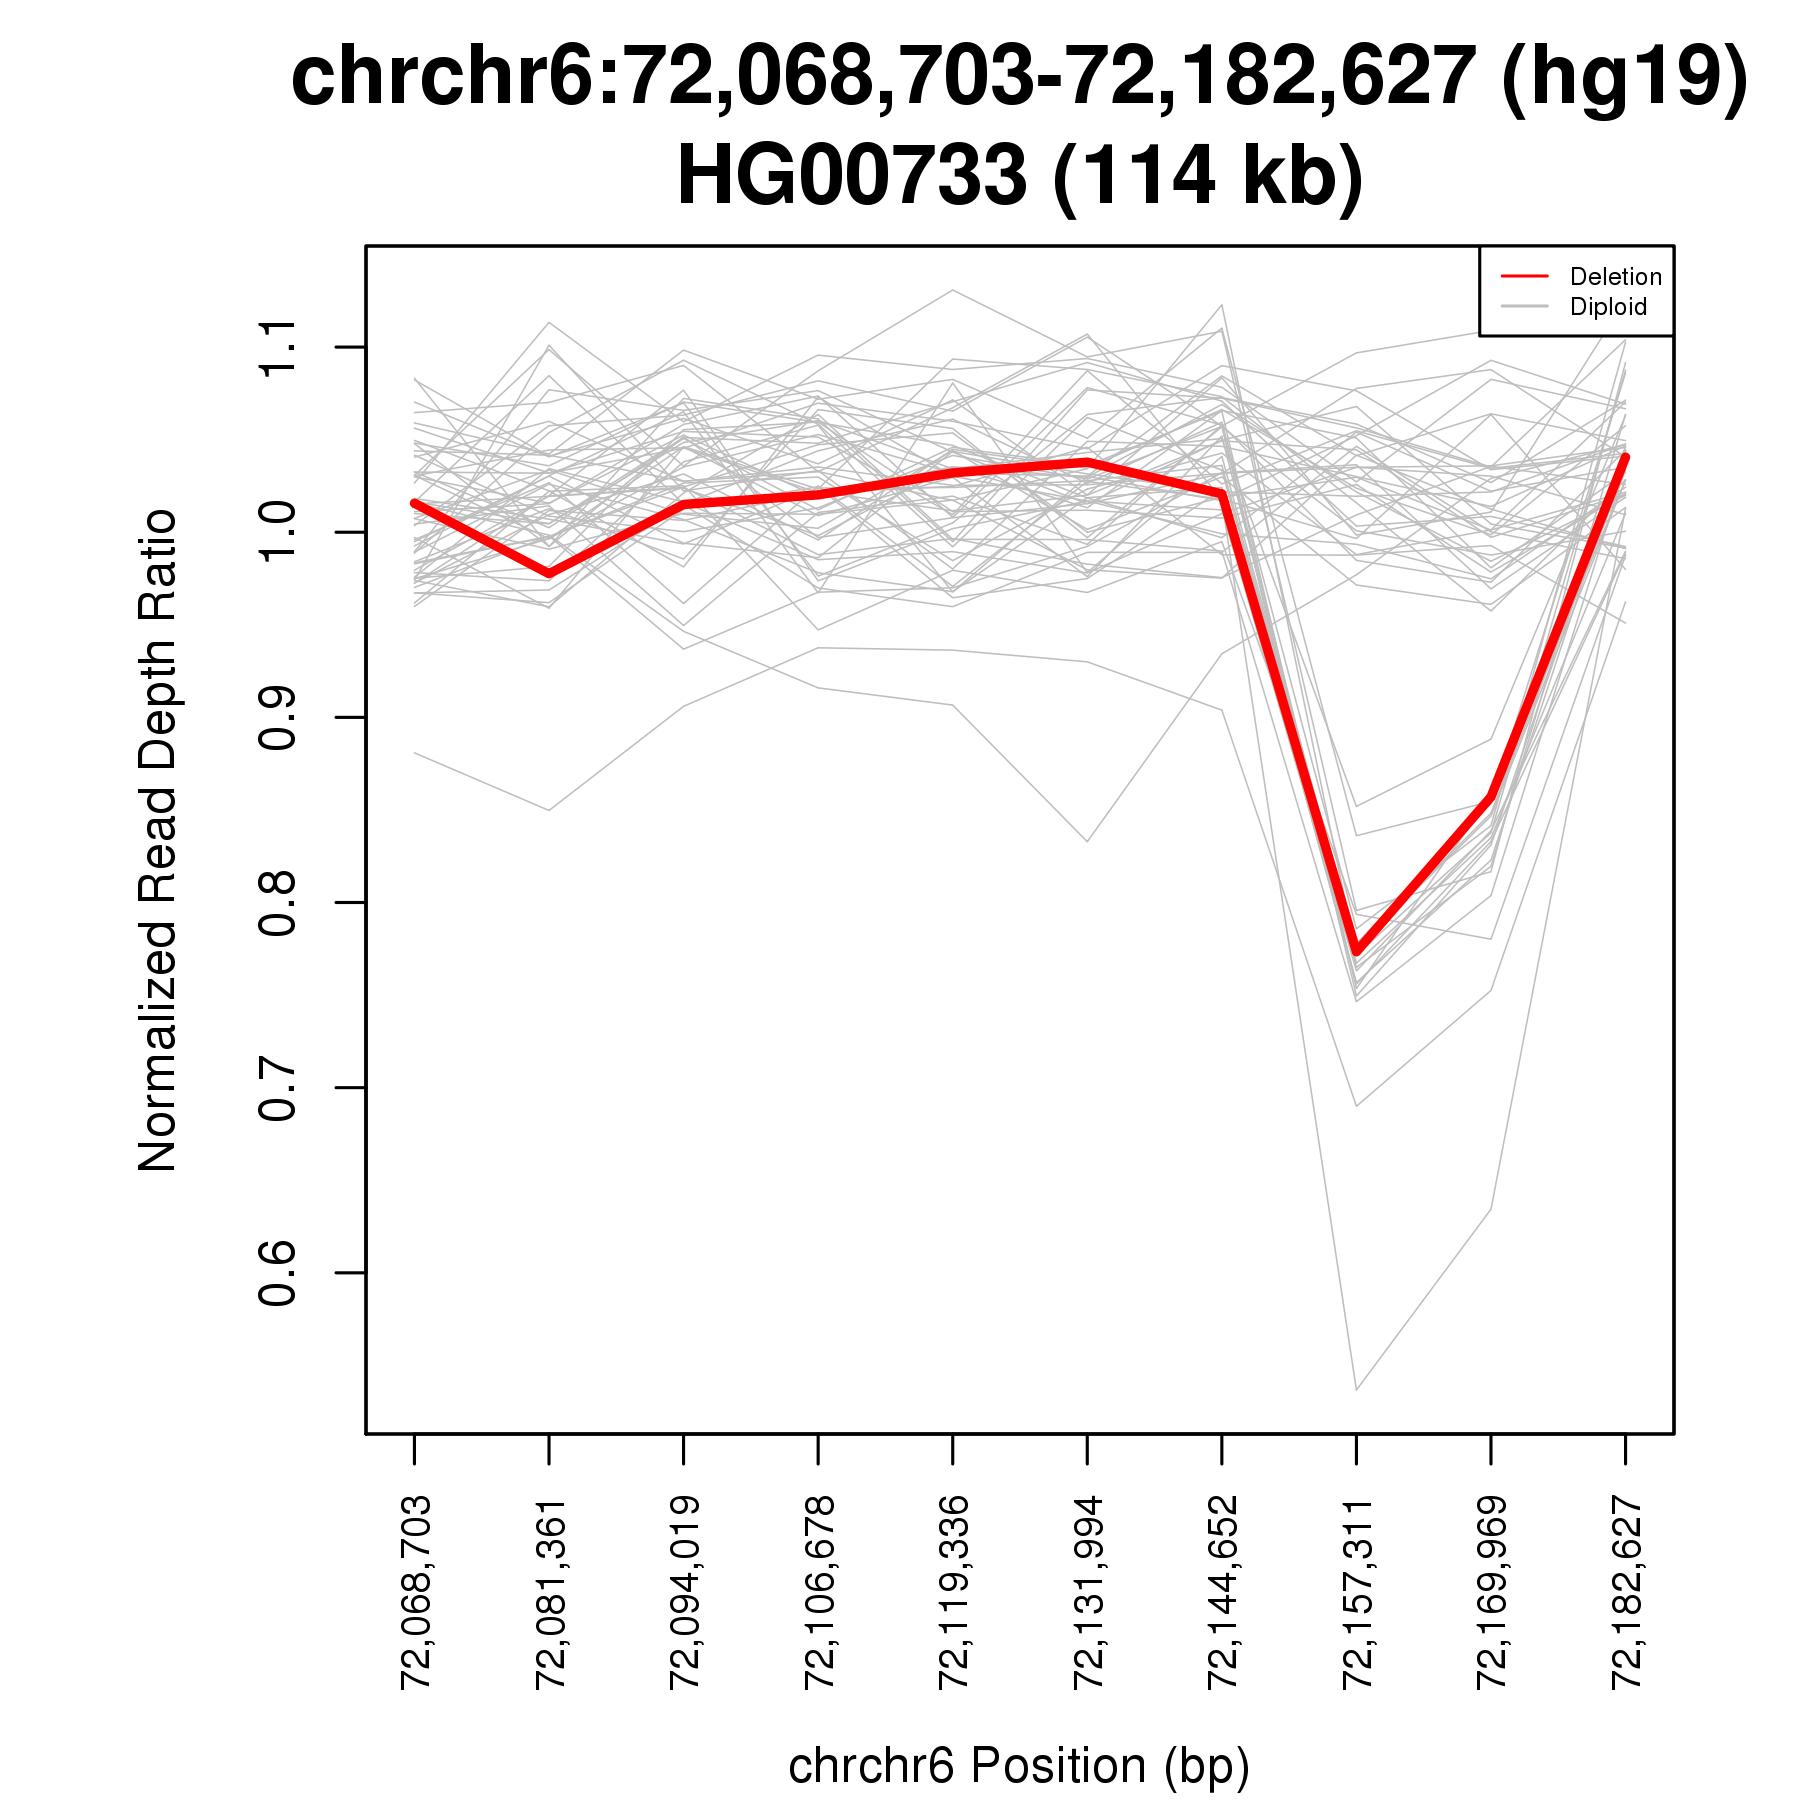 chrchr6:72,068,703-72,182,627 (hg19)
HG00733 (114 kb)
Deletion
Diploid
Normalized Read Depth Ratio
1.1
1.0
0.9
0.8
0.7
0.6
72,068,703
72,081,361
72,094,019
72,106,678
72,119,336
72,131,994
72,144,652
72,157,311
72,169,969
72,182,627
chrchr6 Position (bp)